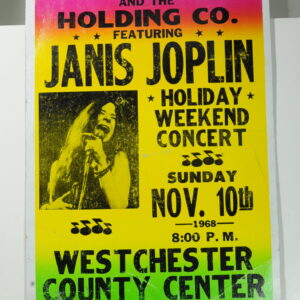 AND THE
HOLDING CO.
FEATURING
JANIS JOPLIN
★ HOLIDAY ★
WEEKEND
CONCERT
SUNDAY
NOV. 10th
1968
8:00 P. M.
WESTCHESTER
COUNTY CENTER